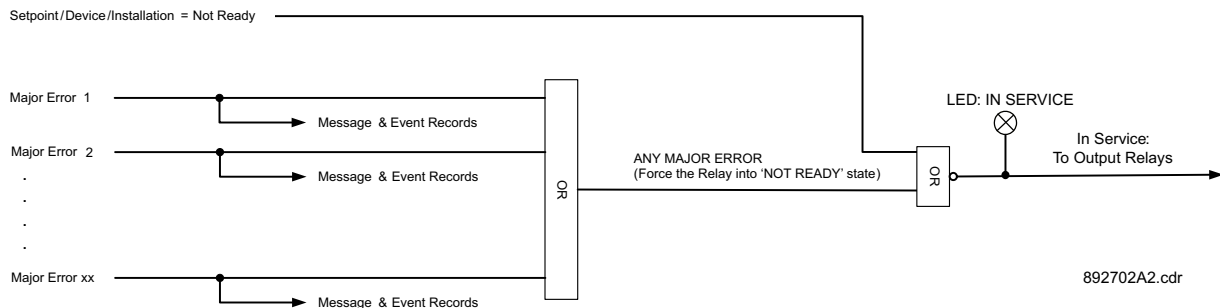 Setpoint/Device/Installation = Not Ready
Major Error 1
Message & Event Records
Major Error 2
Message & Event Records
.
.
.
.
Major Error xx
Message & Event Records
OR
ANY MAJOR ERROR
(Force the Relay into ‘NOT READY’ state)
OR
LED: IN SERVICE
In Service:
To Output Relays
892702A2.cdr